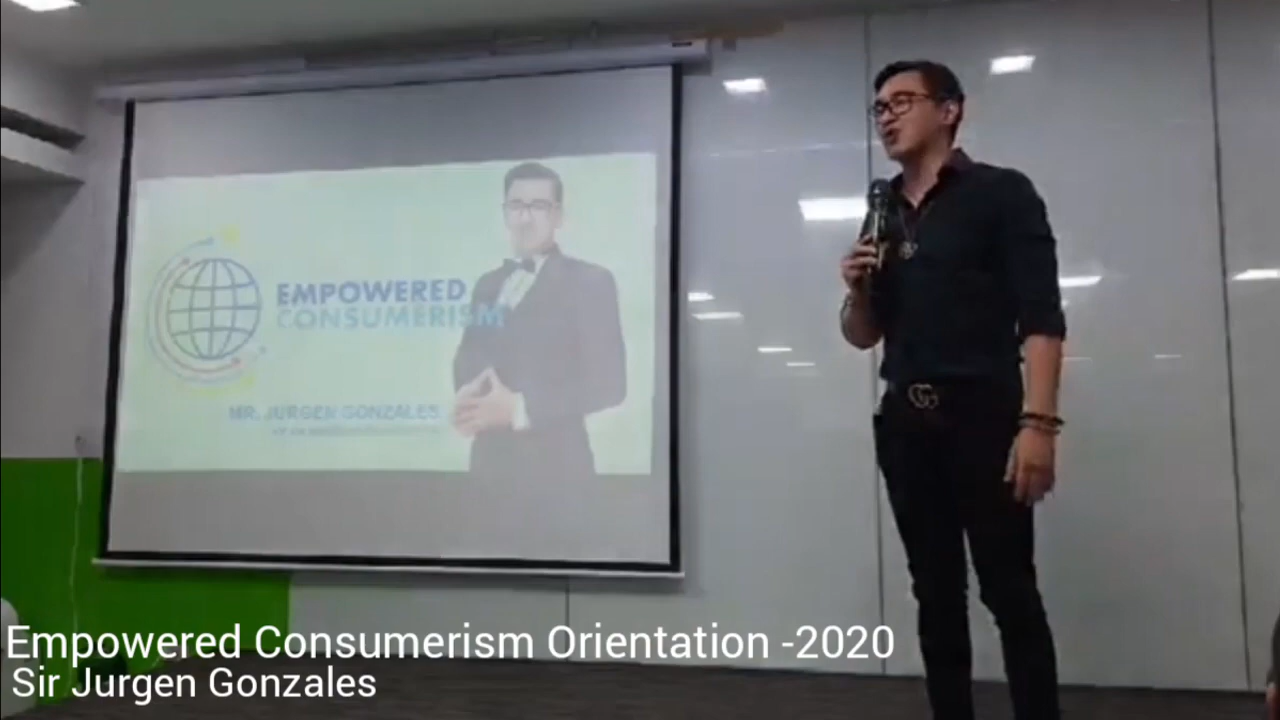 EMPOWERED
CONSUMERISM
MR. JURGEN GONZALES
Empowered Consumerism Orientation -2020
Sir Jurgen Gonzales